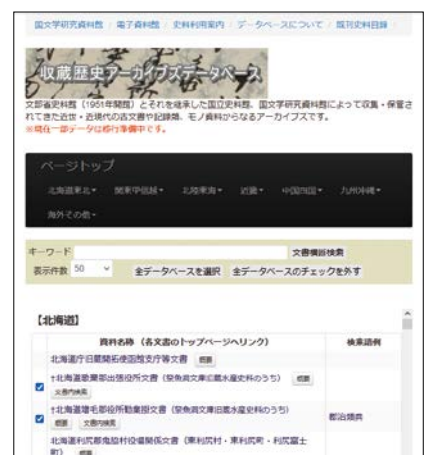 国文学研究資料館 / 電子資料館 / 史料利用案内 / データベースについて / 既刊史料目録 /
収蔵歴史アーカイブズデータベース
文部省史料館(1951年開館)とそれを継承した国立史料館、国文学研究資料館によって収集・保管さ
れてきた近世・近現代の古文書や記録類、モノ資料からなるアーカイブズです。
※現在一部データは移行準備中です。
ページトップ
北海道東北▾ 関東甲信越▾ 北陸東海▾ 近畿▾ 中国四国▾ 九州沖縄▾
海外その他▾
キーワード 文書横断検索
表示件数 50 全データベースを選択 全データベースのチェックを外す
【北海道】
資料名称 (各文書のトップページへリンク) 検索語例
北海道庁旧蔵開拓使函館支庁等文書 概要
†北海道歌棄郡出張役所文書(祭魚洞文庫旧蔵水産史料のうち) 概要
文書内検索
†北海道増毛郡役所勧業掛文書(祭魚洞文庫旧蔵水産史料のうち) 郡治類典
概要 文書内検索
北海道利尻郡鬼脇村役場関係文書(東利尻村・東利尻町・利尻富士
町) 概要